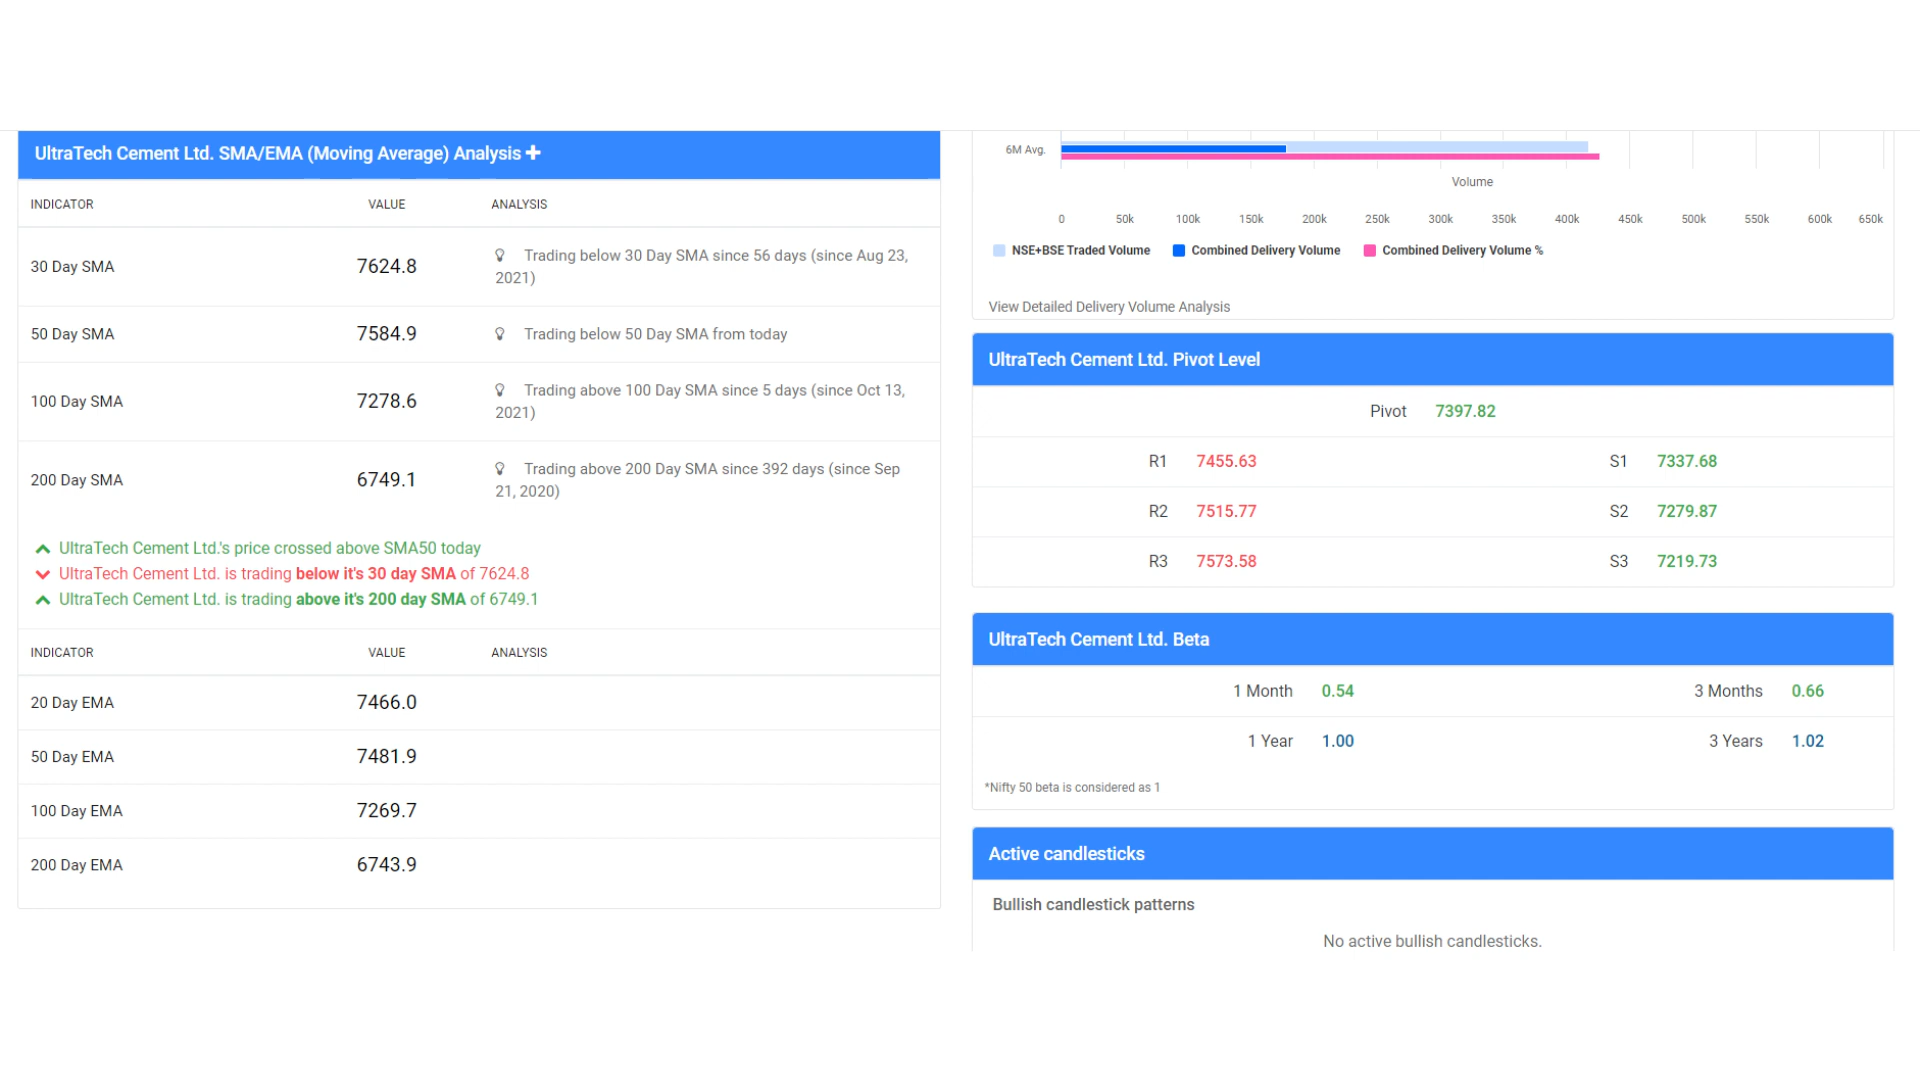 UltraTech Cement Ltd. SMA/EMA (Moving Average) Analysis
INDICATOR VALUE ANALYSIS
30 Day SMA 7624.8 Trading below 30 Day SMA since 56 days (since Aug 23,
2021)
50 Day SMA 7584.9 Trading below 50 Day SMA from today
100 Day SMA 7278.6 Trading above 100 Day SMA since 5 days (since Oct 13,
2021)
200 Day SMA 6749.1 Trading above 200 Day SMA since 392 days (since Sep
21, 2020)
UltraTech Cement Ltd.'s price crossed above SMA50 today
UltraTech Cement Ltd. is trading below it's 30 day SMA of 7624.8
UltraTech Cement Ltd. is trading above it's 200 day SMA of 6749.1
INDICATOR VALUE ANALYSIS
20 Day EMA 7466.0
50 Day EMA 7481.9
100 Day EMA 7269.7
200 Day EMA 6743.9
6M Avg.
Volume
0 50k 100k 150k 200k 250k 300k 350k 400k 450k 500k 550k 600k 650k
NSE+BSE Traded Volume Combined Delivery Volume Combined Delivery Volume %
View Detailed Delivery Volume Analysis
UltraTech Cement Ltd. Pivot Level
Pivot 7397.82
R1 7455.63 S1 7337.68
R2 7515.77 S2 7279.87
R3 7573.58 S3 7219.73
UltraTech Cement Ltd. Beta
1 Month 0.54 3 Months 0.66
1 Year 1.00 3 Years 1.02
*Nifty 50 beta is considered as 1
Active candlesticks
Bullish candlestick patterns
No active bullish candlesticks.